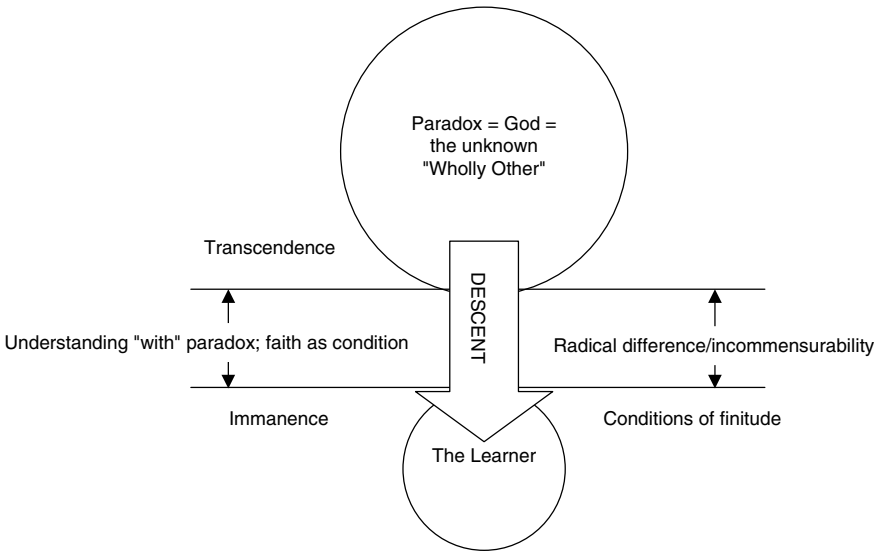 Paradox = God =
the unknown
"Wholly Other"
Transcendence
DESCENT
Understanding "with" paradox; faith as condition
Radical difference/incommensurability
Immanence
Conditions of finitude
The Learner